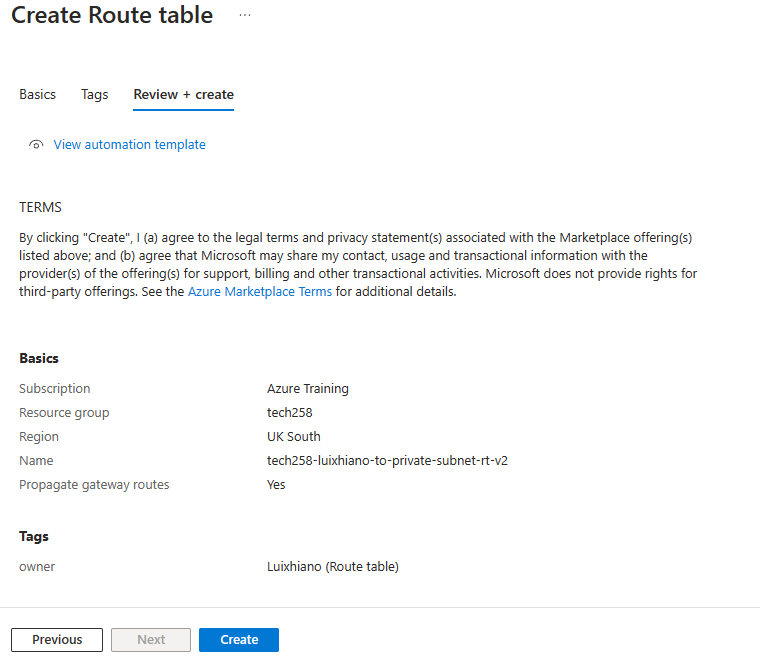 Create Route table ...
Basics Tags Review + create
View automation template
TERMS
By clicking "Create", I (a) agree to the legal terms and privacy statement(s) associated with the Marketplace offering(s)
listed above; and (b) agree that Microsoft may share my contact, usage and transactional information with the
provider(s) of the offering(s) for support, billing and other transactional activities. Microsoft does not provide rights for
third-party offerings. See the Azure Marketplace Terms for additional details.
Basics
Subscription Azure Training
Resource group tech258
Region UK South
Name tech258-luixhiano-to-private-subnet-rt-v2
Propagate gateway routes Yes
Tags
owner Luixhiano (Route table)
Previous Next Create